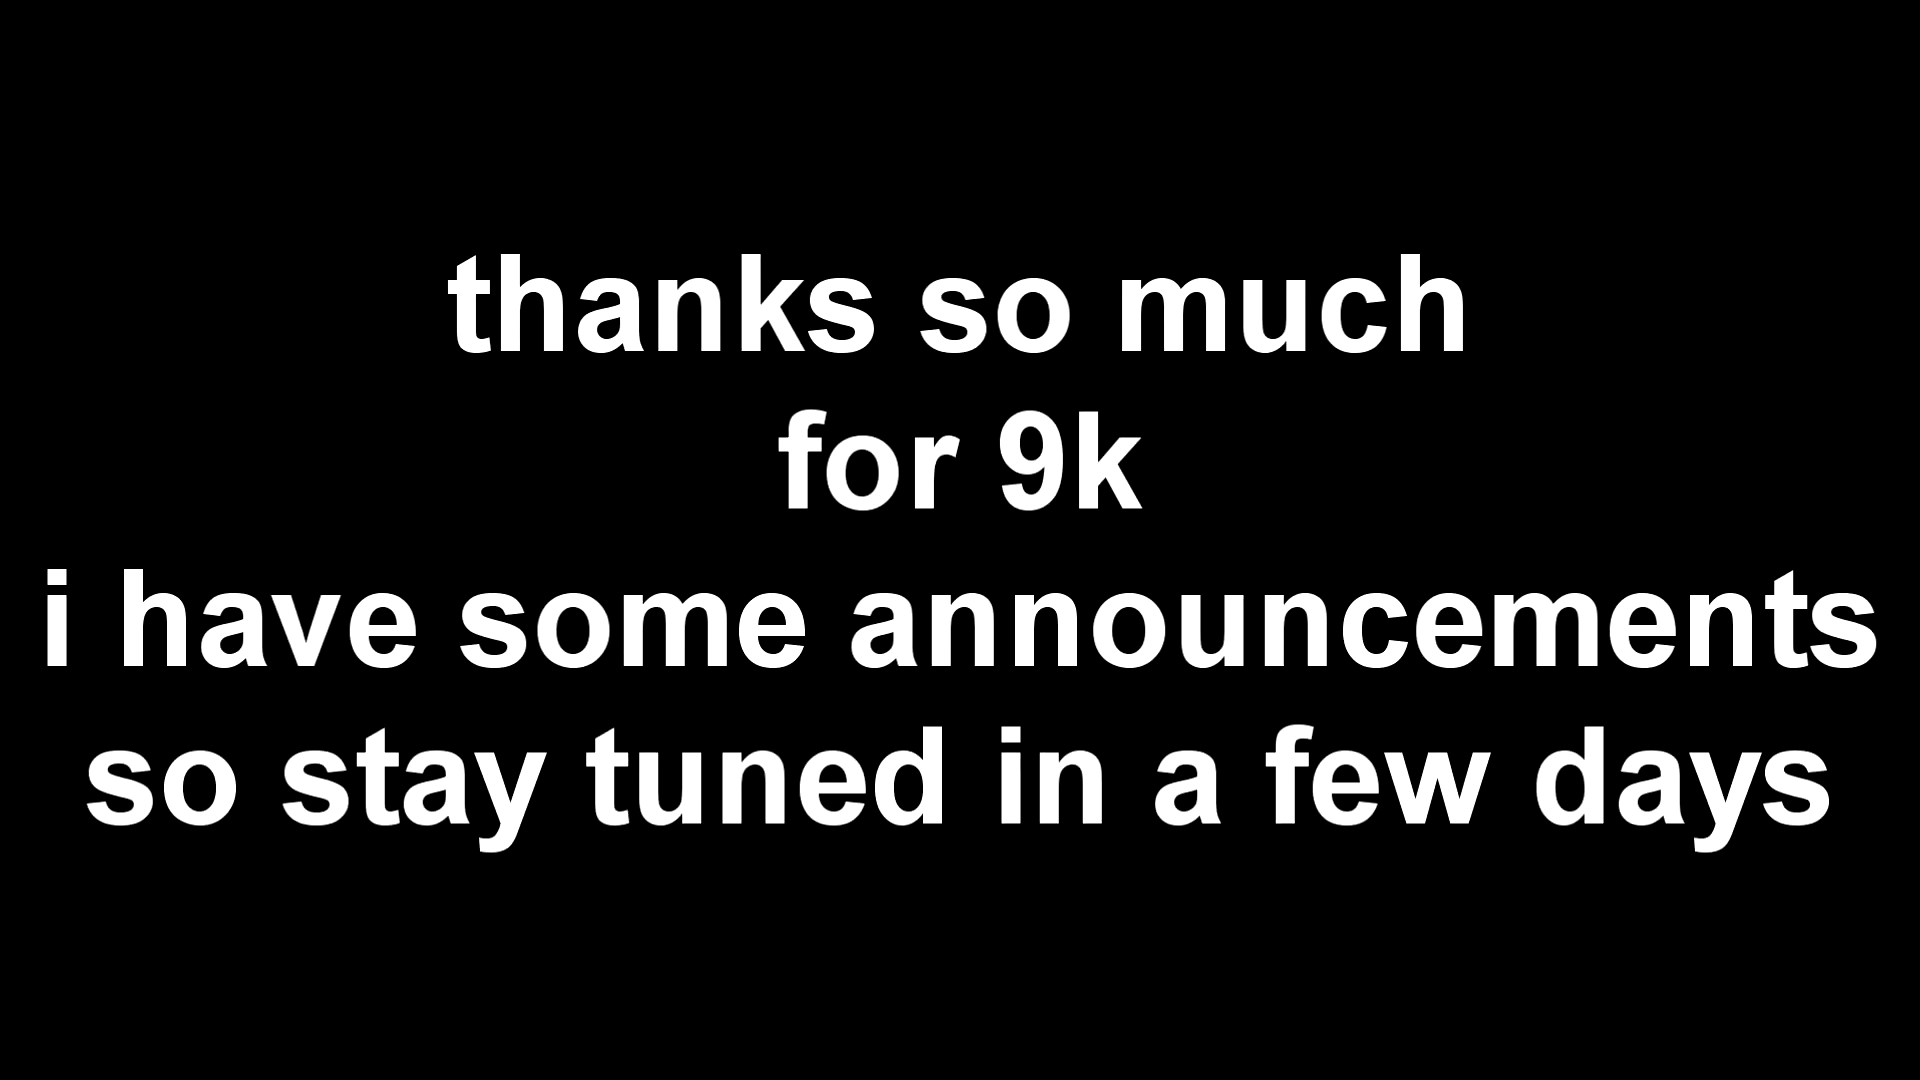 thanks so much
for 9k
i have some announcements
so stay tuned in a few days